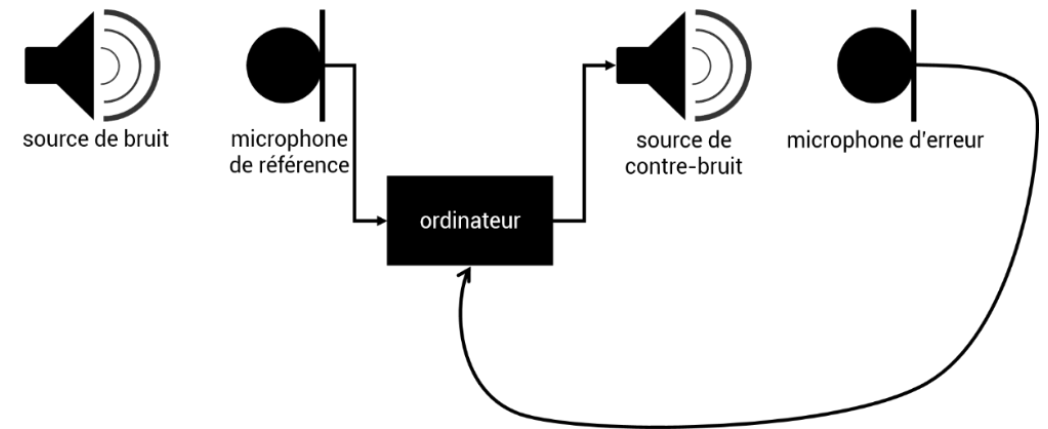 source de bruit
microphone
de référence
ordinateur
source de
contre-bruit
microphone d'erreur